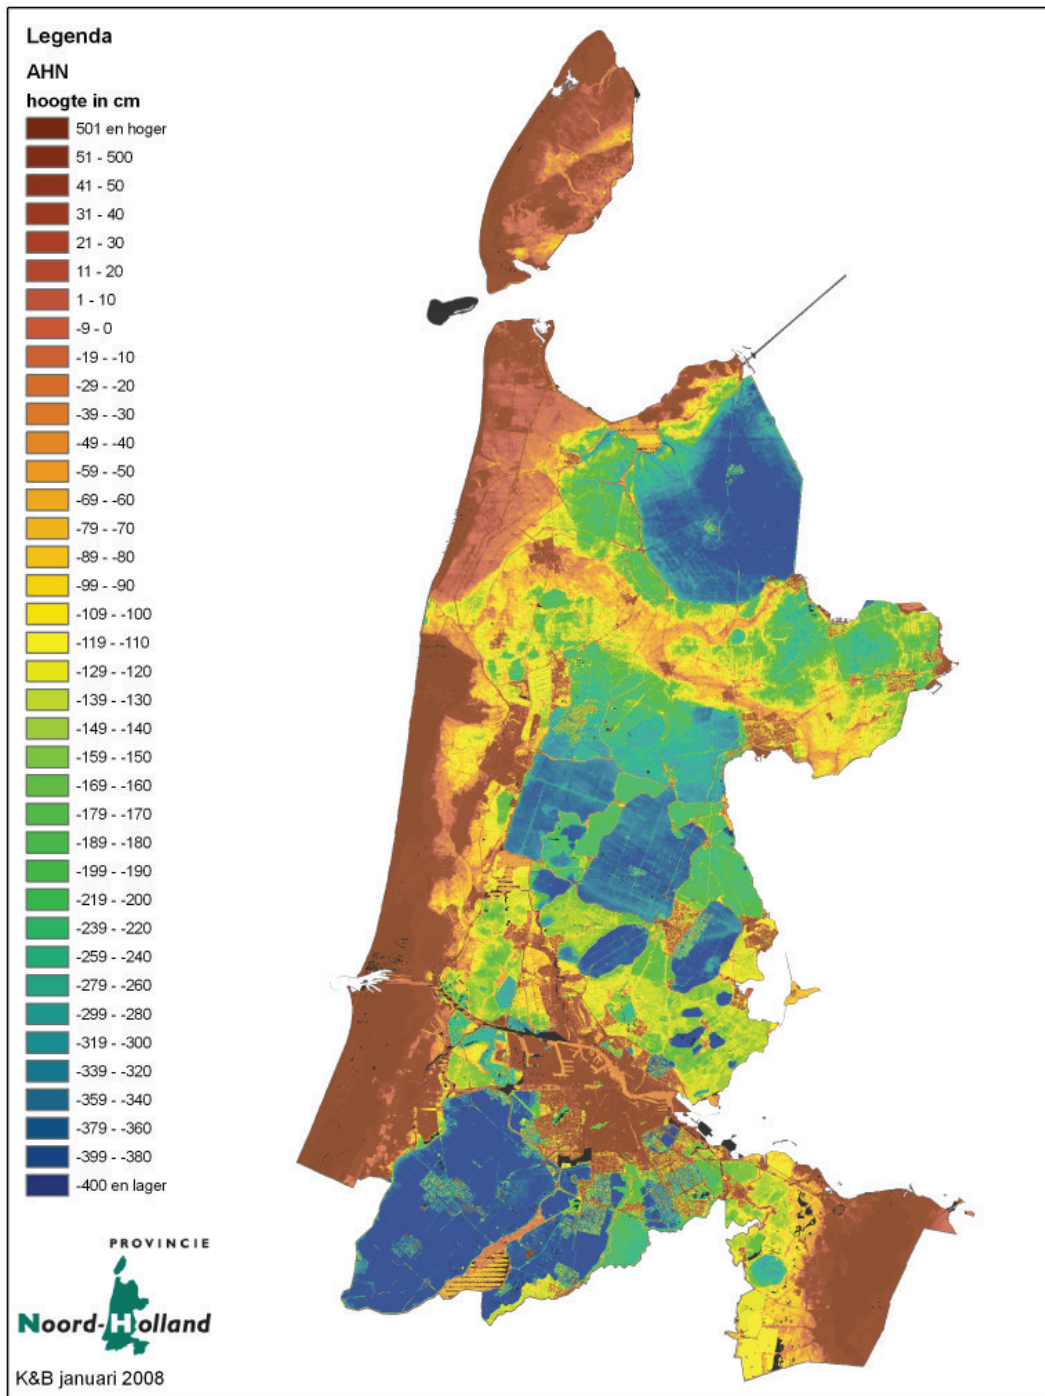 Legenda
AHN
hoogte in cm
501 en hoger
51 - 500
41 - 50
31 - 40
21 - 30
11 - 20
1 - 10
-9 - 0
-19 - -10
-29 - -20
-39 - -30
-49 - -40
-59 - -50
-69 - -60
-79 - -70
-89 - -80
-99 - -90
-109 - -100
-119 - -110
-129 - -120
-139 - -130
-149 - -140
-159 - -150
-169 - -160
-179 - -170
-189 - -180
-199 - -190
-219 - -200
-239 - -220
-259 - -240
-279 - -260
-299 - -280
-319 - -300
-339 - -320
-359 - -340
-379 - -360
-399 - -380
-400 en lager
PROVINCIE
Noord-Holland
K&B januari 2008